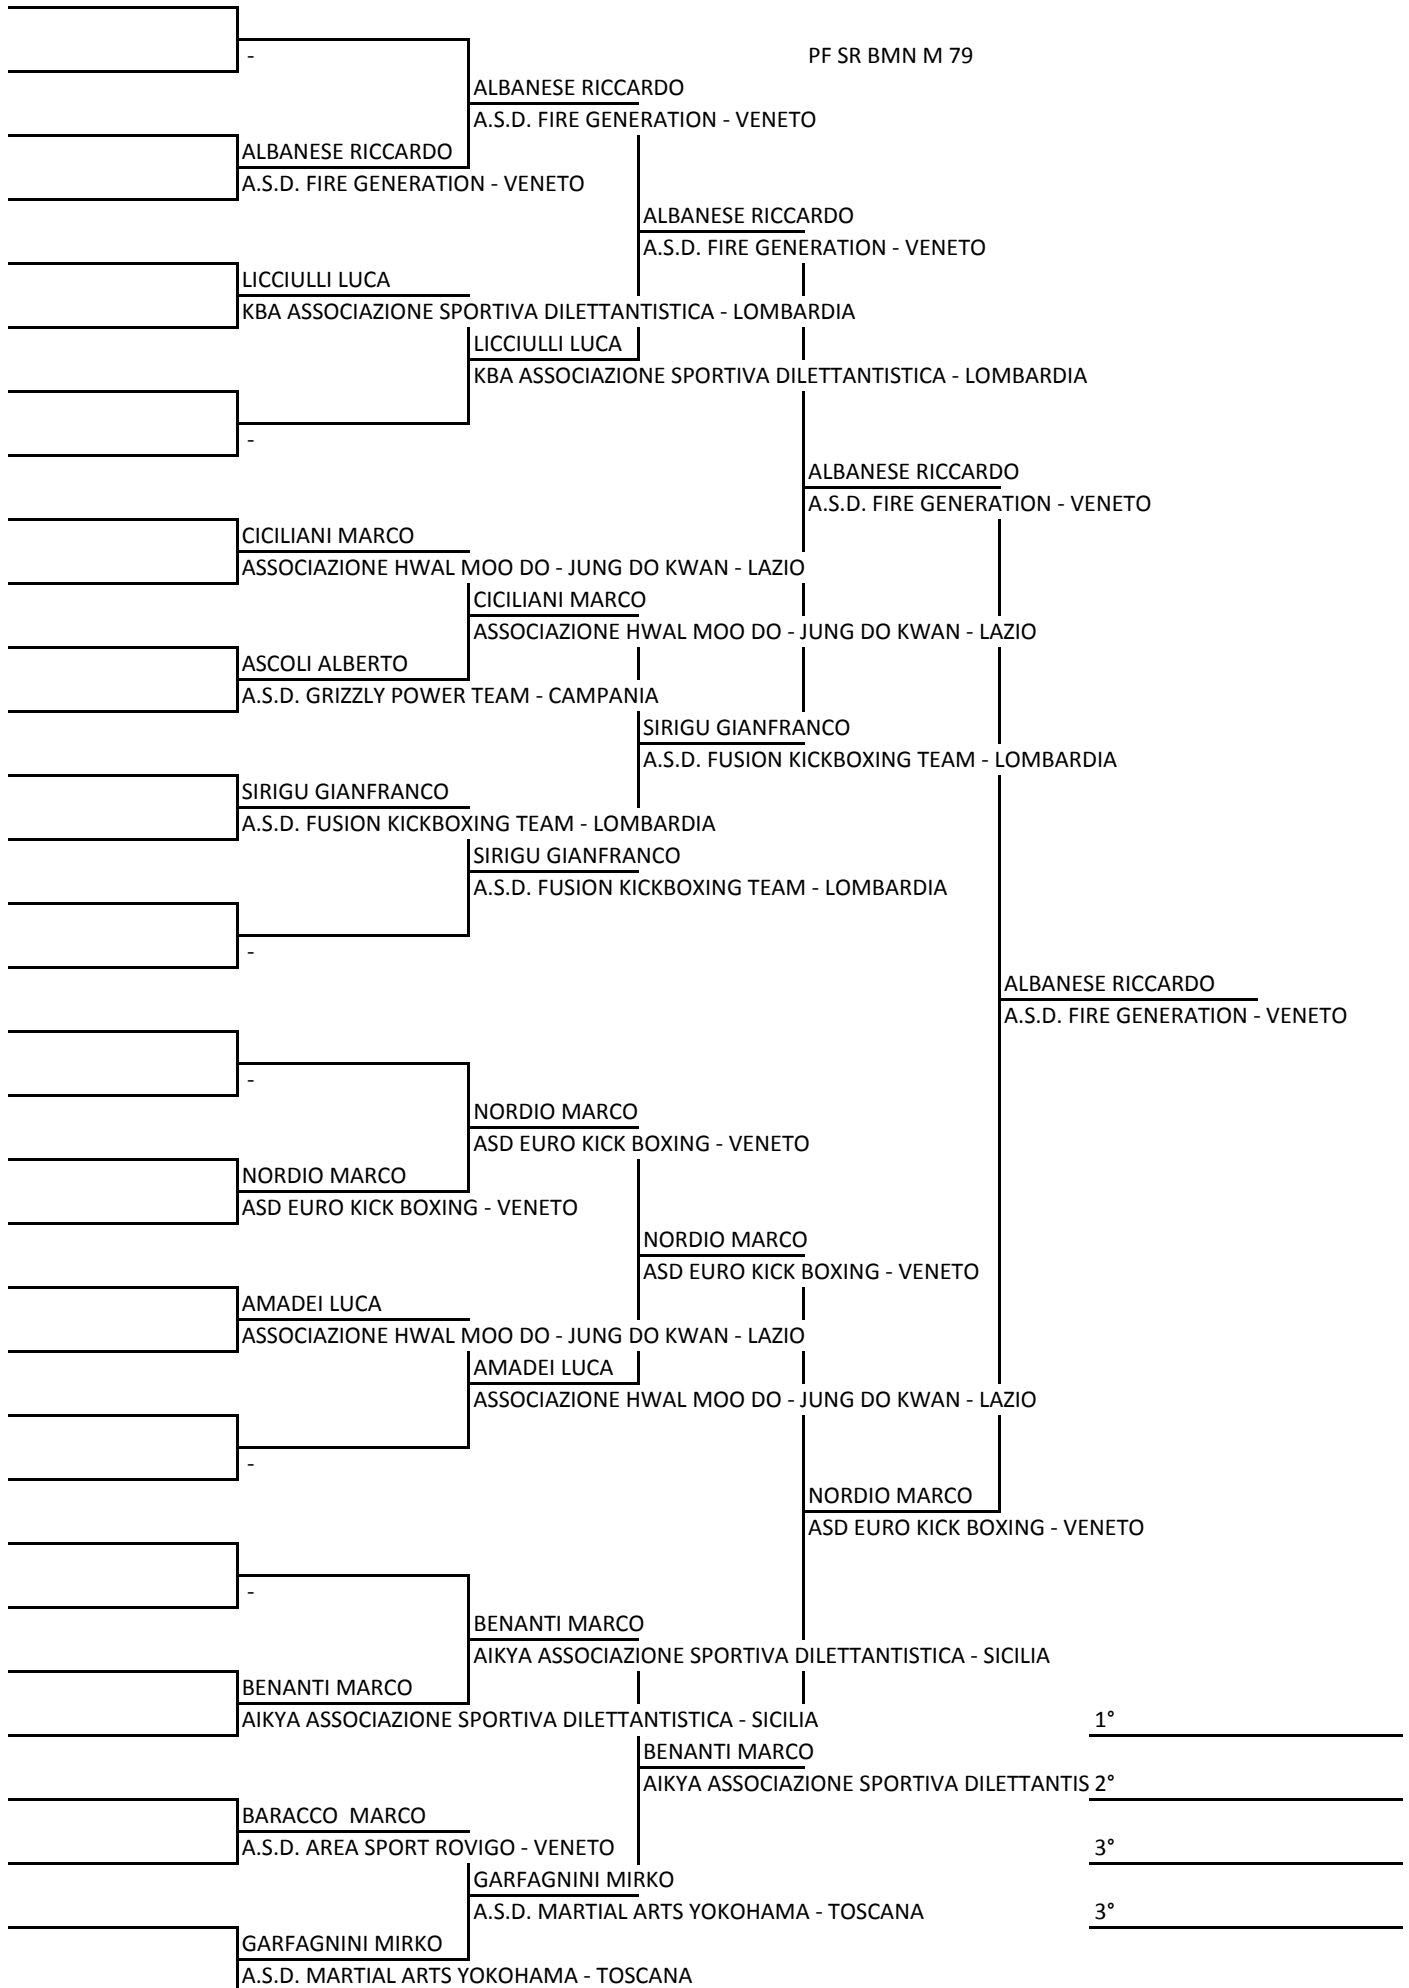 -
PF SR BMN M 79
ALBANESE RICCARDO
A.S.D. FIRE GENERATION - VENETO
ALBANESE RICCARDO
A.S.D. FIRE GENERATION - VENETO
ALBANESE RICCARDO
A.S.D. FIRE GENERATION - VENETO
LICCIULLI LUCA
KBA ASSOCIAZIONE SPORTIVA DILETTANTISTICA - LOMBARDIA
LICCIULLI LUCA
KBA ASSOCIAZIONE SPORTIVA DILETTANTISTICA - LOMBARDIA
-
ALBANESE RICCARDO
A.S.D. FIRE GENERATION - VENETO
CICILIANI MARCO
ASSOCIAZIONE HWAL MOO DO - JUNG DO KWAN - LAZIO
CICILIANI MARCO
ASSOCIAZIONE HWAL MOO DO - JUNG DO KWAN - LAZIO
ASCOLI ALBERTO
A.S.D. GRIZZLY POWER TEAM - CAMPANIA
SIRIGU GIANFRANCO
A.S.D. FUSION KICKBOXING TEAM - LOMBARDIA
SIRIGU GIANFRANCO
A.S.D. FUSION KICKBOXING TEAM - LOMBARDIA
SIRIGU GIANFRANCO
A.S.D. FUSION KICKBOXING TEAM - LOMBARDIA
-
ALBANESE RICCARDO
A.S.D. FIRE GENERATION - VENETO
-
NORDIO MARCO
ASD EURO KICK BOXING - VENETO
NORDIO MARCO
ASD EURO KICK BOXING - VENETO
NORDIO MARCO
ASD EURO KICK BOXING - VENETO
AMADEI LUCA
ASSOCIAZIONE HWAL MOO DO - JUNG DO KWAN - LAZIO
AMADEI LUCA
ASSOCIAZIONE HWAL MOO DO - JUNG DO KWAN - LAZIO
-
NORDIO MARCO
ASD EURO KICK BOXING - VENETO
-
BENANTI MARCO
AIKYA ASSOCIAZIONE SPORTIVA DILETTANTISTICA - SICILIA
BENANTI MARCO
AIKYA ASSOCIAZIONE SPORTIVA DILETTANTISTICA - SICILIA
1°
BENANTI MARCO
AIKYA ASSOCIAZIONE SPORTIVA DILETTANTIS
2°
BARACCO  MARCO
A.S.D. AREA SPORT ROVIGO - VENETO
3°
GARFAGNINI MIRKO
A.S.D. MARTIAL ARTS YOKOHAMA - TOSCANA
3°
GARFAGNINI MIRKO
A.S.D. MARTIAL ARTS YOKOHAMA - TOSCANA